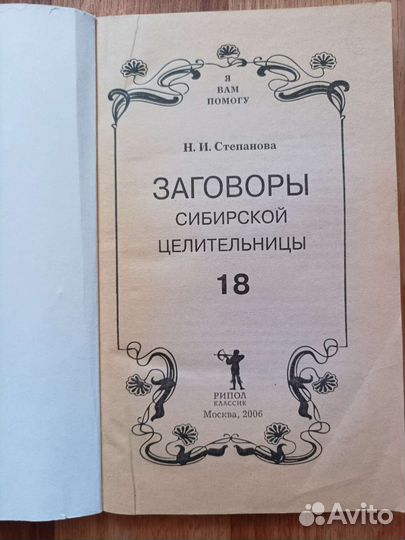 Я
ВАМ
ПОМОГУ
Н. И. Степанова
ЗАГОВОРЫ
СИБИРСКОЙ
ЦЕЛИТЕЛЬНИЦЫ
18
РИПОЛ
КЛАССИК
Москва, 2006
Avito